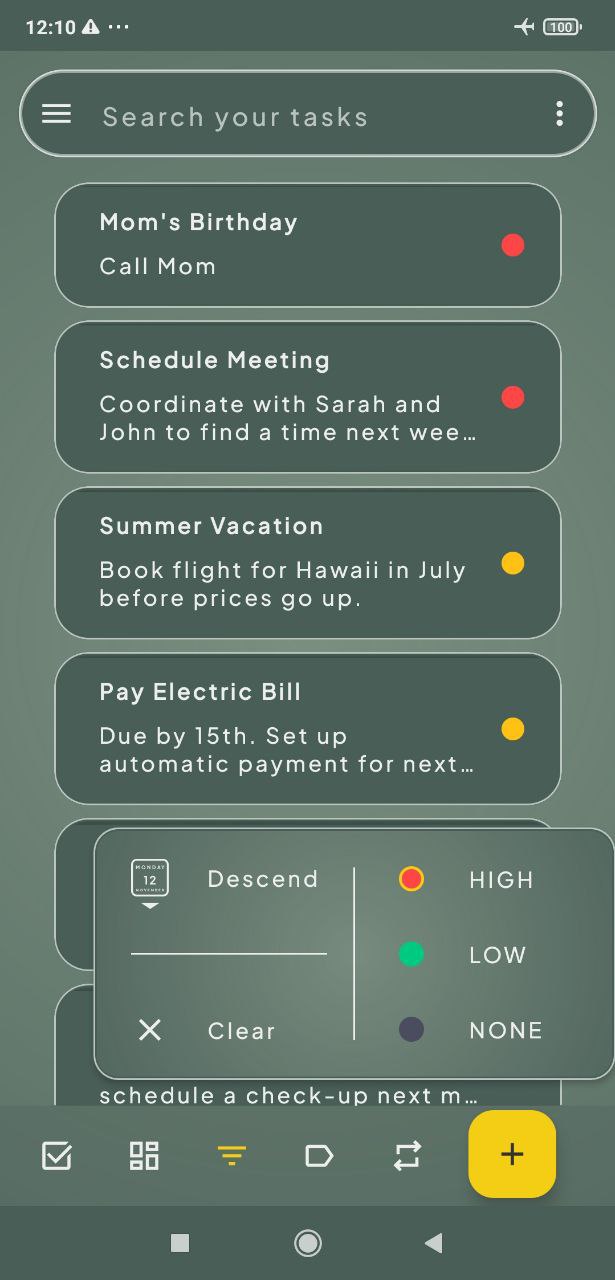 12:10
100
Search your tasks
Mom's Birthday
Call Mom
Schedule Meeting
Coordinate with Sarah and
John to find a time next wee…
Summer Vacation
Book flight for Hawaii in July
before prices go up.
Pay Electric Bill
Due by 15th. Set up
automatic payment for next…
MONDAY
12
NOVEMBER
Descend
Clear
HIGH
LOW
NONE
schedule a check-up next m…